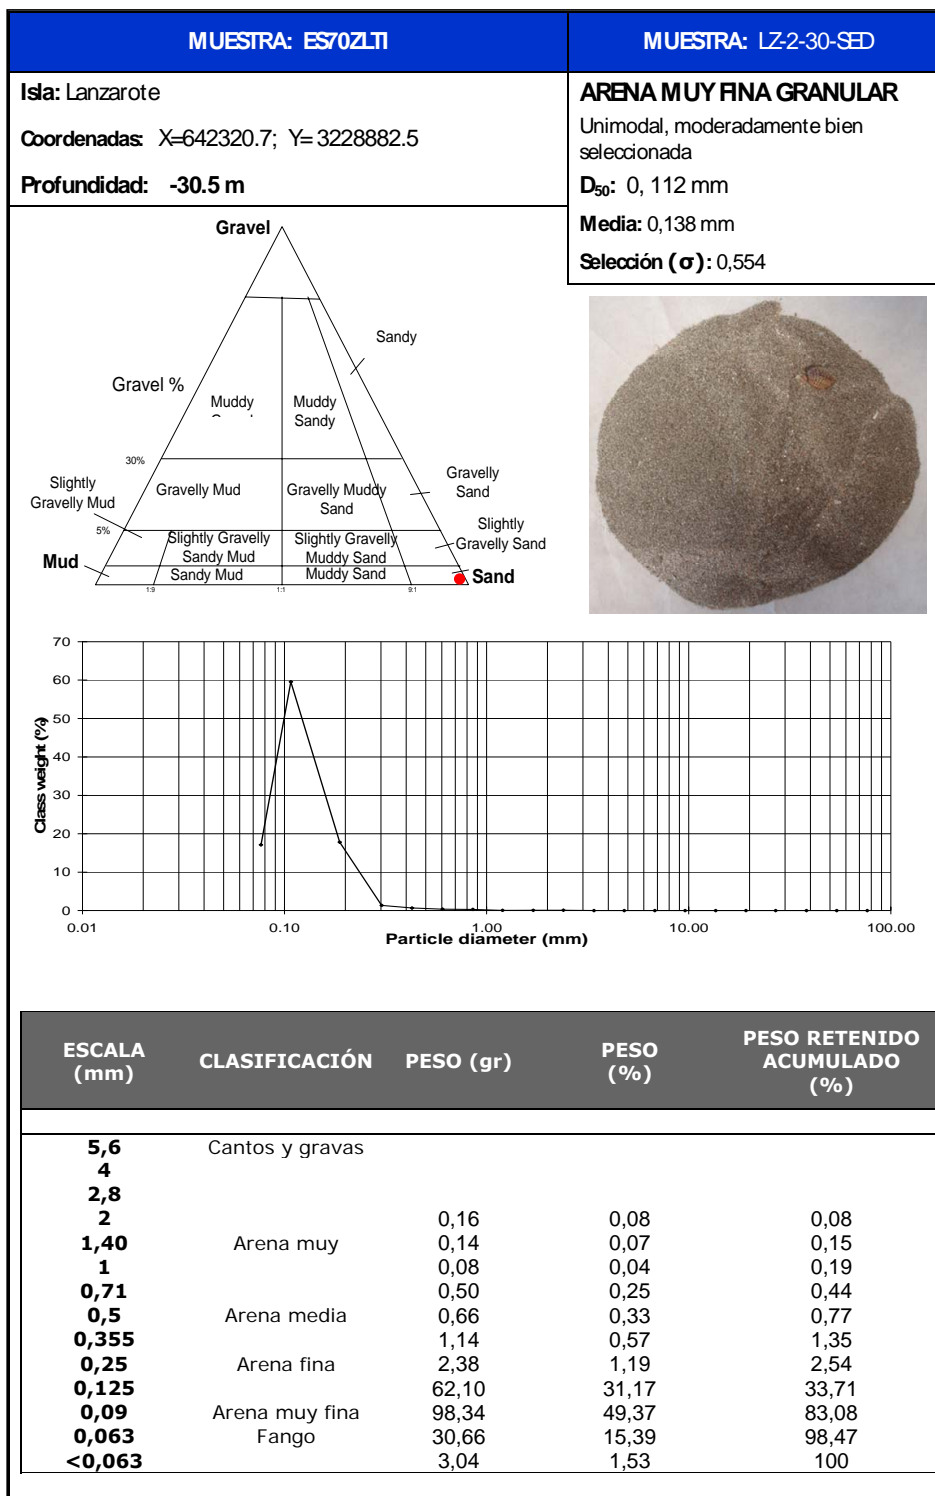 MUESTRA: ES70ZLTI
MUESTRA: LZ-2-30-SED
Isla: Lanzarote
Coordenadas: X=642320.7; Y= 3228882.5
Profundidad: -30.5 m
ARENA MUY FINA GRANULAR
Unimodal, moderadamente bien
seleccionada
D50: 0, 112 mm
Media: 0,138 mm
Selección (σ): 0,554
Gravel
Sandy
Gravel %
Muddy
Muddy
Sandy
30%
Slightly
Gravelly Mud
Gravelly Mud
Gravelly Muddy
Sand
Gravelly
Sand
5%
Slightly Gravelly
Sandy Mud
Slightly Gravelly
Muddy Sand
Slightly
Gravelly Sand
Mud
Sandy Mud
Muddy Sand
Sand
1:9
1:1
9:1
70
60
50
40
30
20
10
0
Class weight (%)
0.01
0.10
1.00
10.00
100.00
Particle diameter (mm)
ESCALA (mm) CLASIFICACIÓN PESO (gr) PESO (%) PESO RETENIDO ACUMULADO (%)
5,6 Cantos y gravas
4
2,8
2 0,16 0,08 0,08
1,40 Arena muy 0,14 0,07 0,15
1 0,08 0,04 0,19
0,71 0,50 0,25 0,44
0,5 Arena media 0,66 0,33 0,77
0,355 1,14 0,57 1,35
0,25 Arena fina 2,38 1,19 2,54
0,125 62,10 31,17 33,71
0,09 Arena muy fina 98,34 49,37 83,08
0,063 Fango 30,66 15,39 98,47
<0,063 3,04 1,53 100